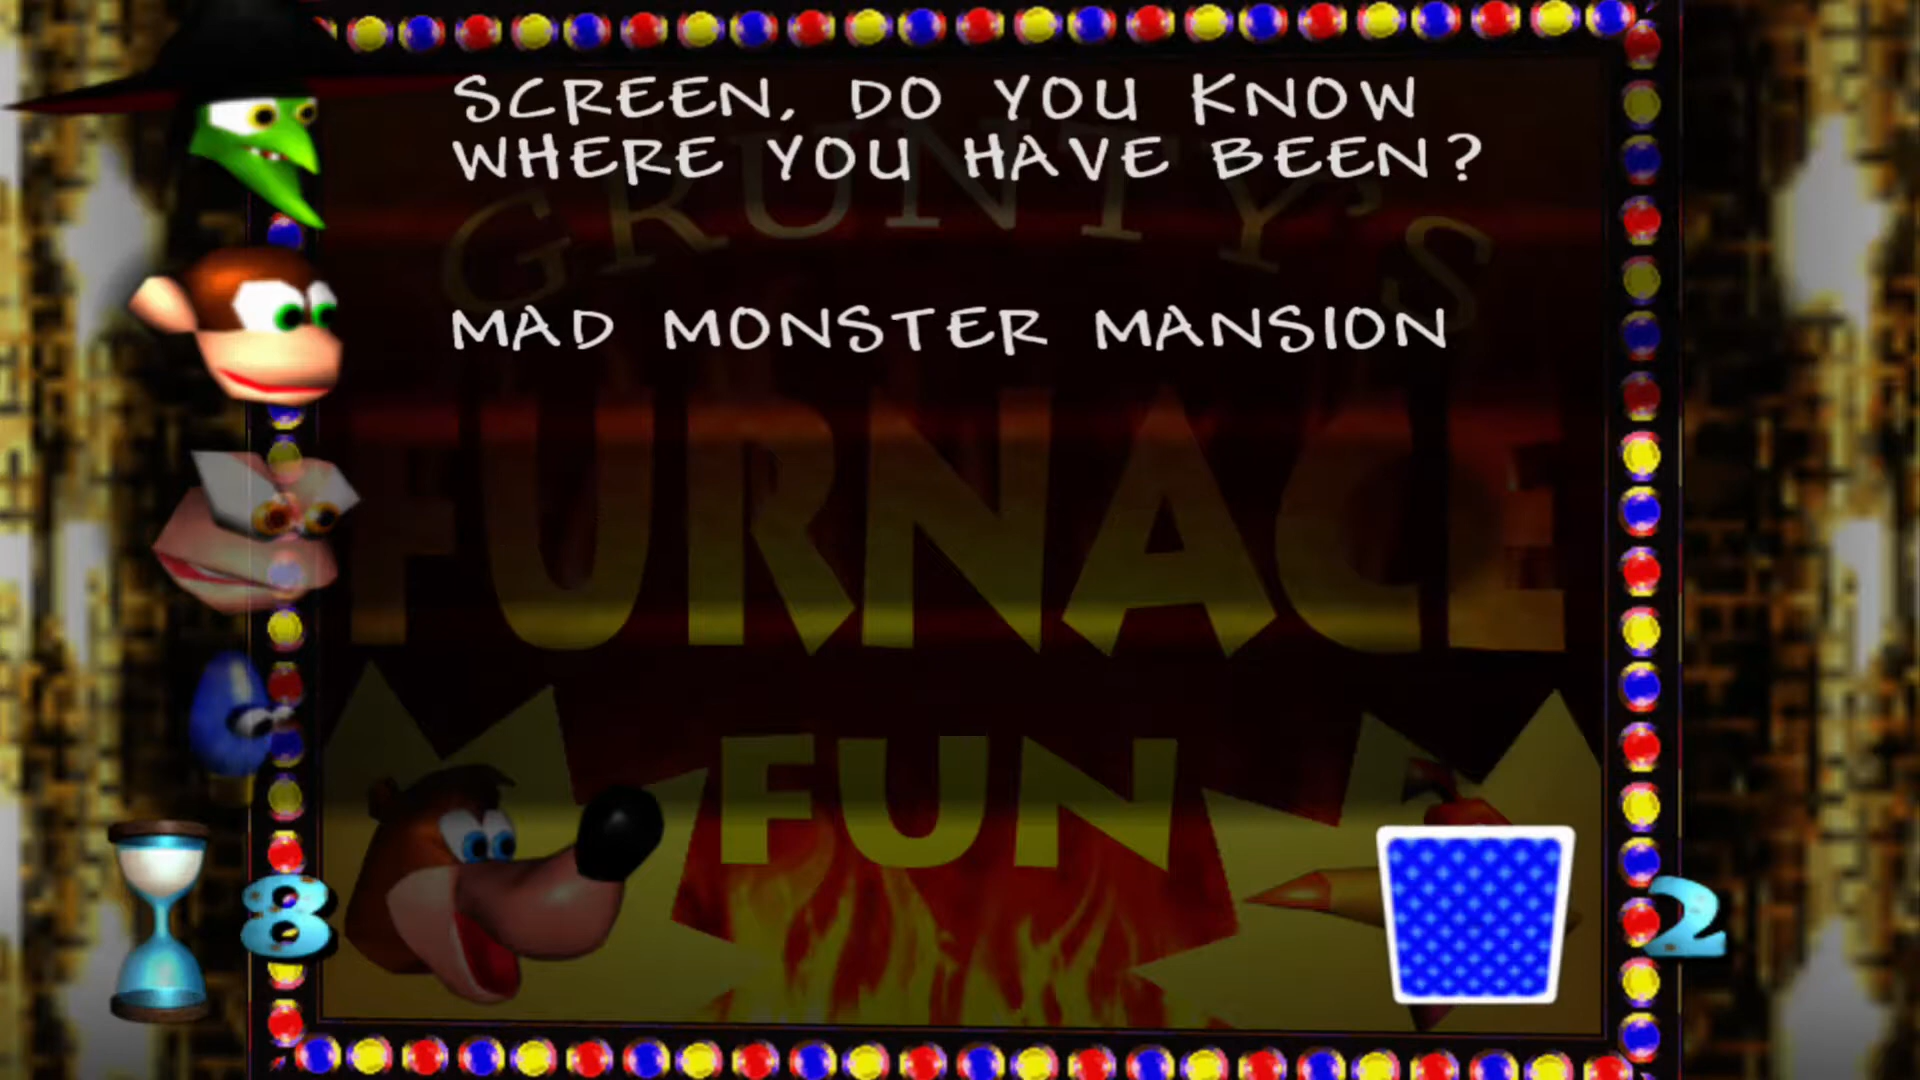 SCREEN, DO YOU KNOW
WHERE YOU HAVE BEEN?
GRUNTY'S
MAD MONSTER MANSION
FURNACE
FUN
8
2